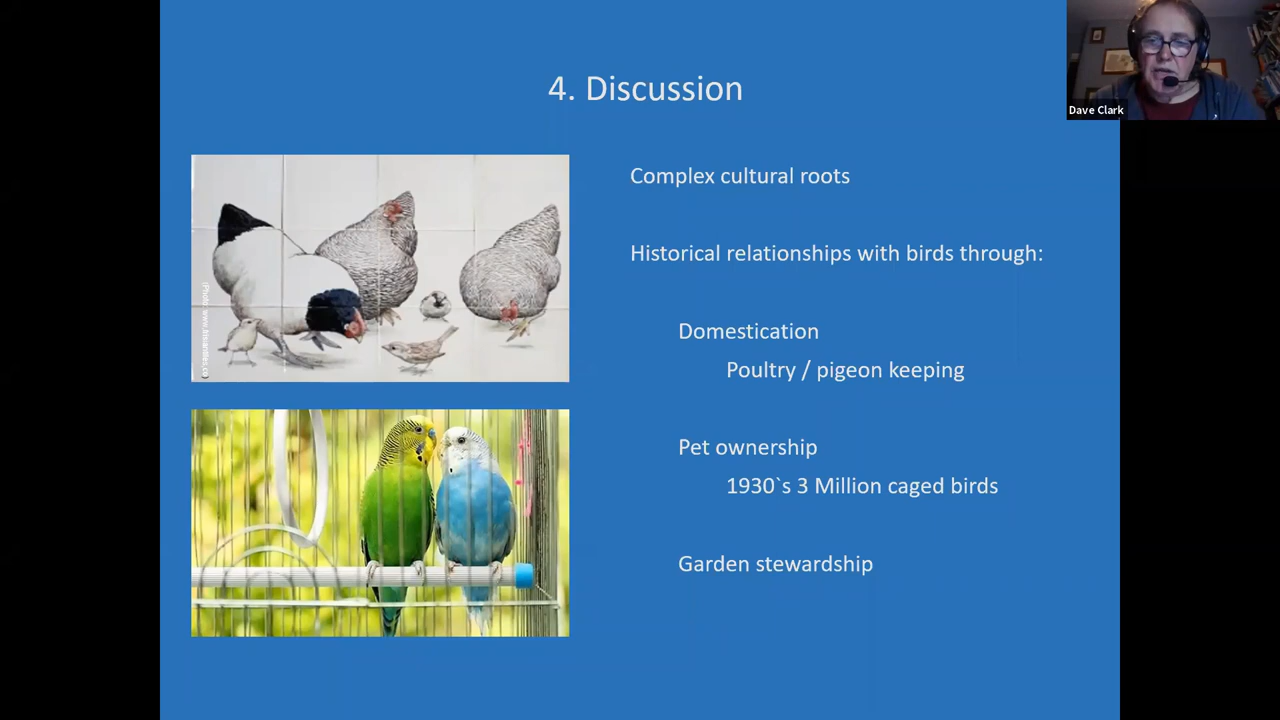 4. Discussion
Dave Clark
Complex cultural roots
Historical relationships with birds through:
Domestication
Poultry / pigeon keeping
Pet ownership
1930`s 3 Million caged birds
Garden stewardship